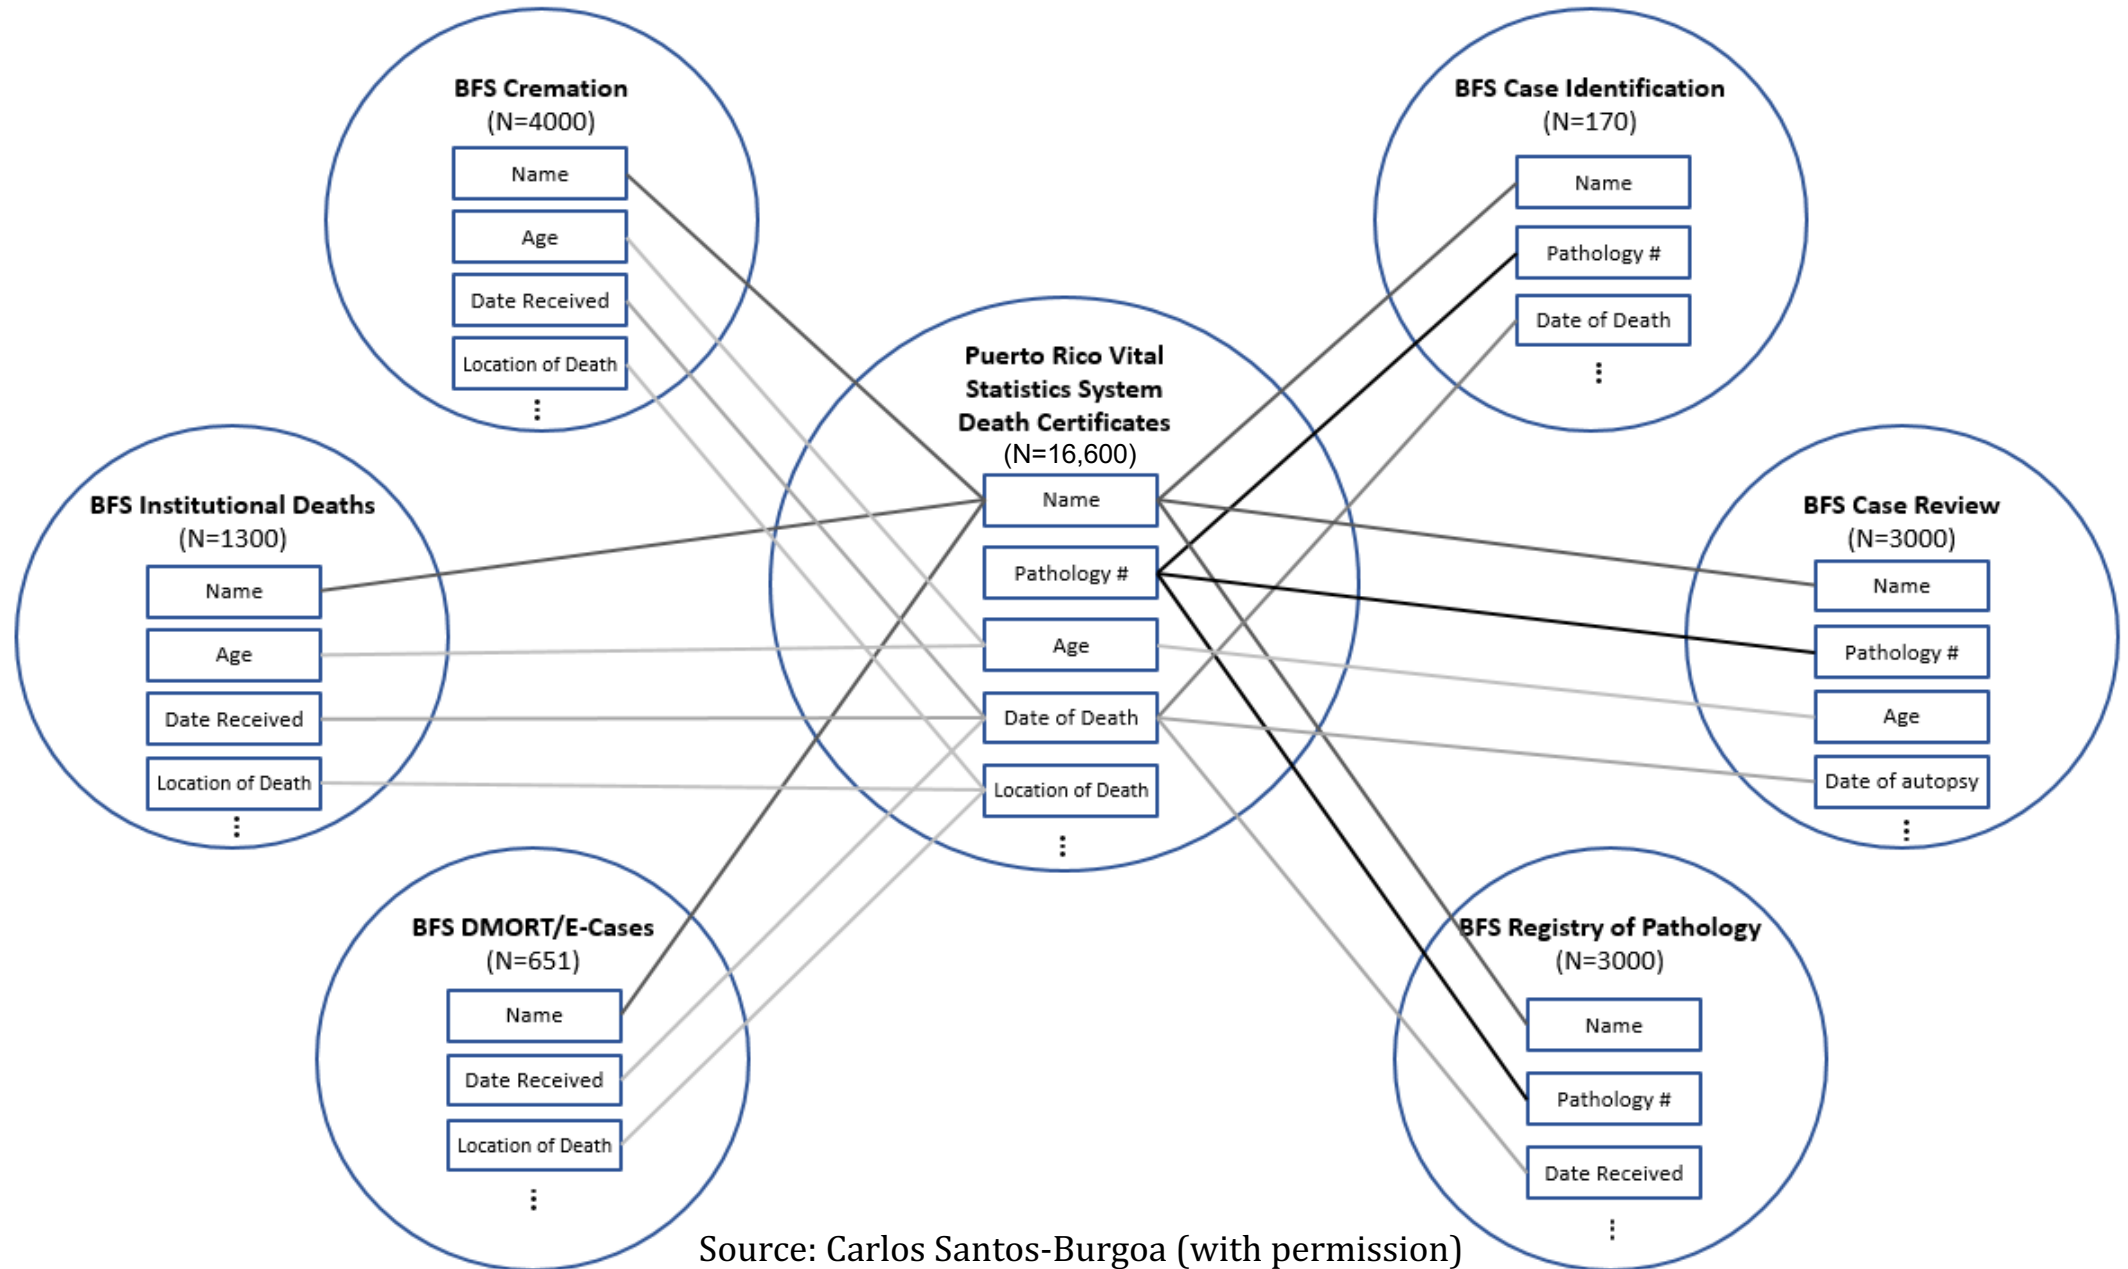 BFS Cremation
(N=4000)
Name
Age
Date Received
Location of Death
BFS Case Identification
(N=170)
Name
Pathology #
Date of Death
Puerto Rico Vital
Statistics System
Death Certificates
(N=16,600)
Name
Pathology #
Age
Date of Death
Location of Death
BFS Institutional Deaths
(N=1300)
Name
Age
Date Received
Location of Death
BFS Case Review
(N=3000)
Name
Pathology #
Age
Date of autopsy
BFS DMORT/E-Cases
(N=651)
Name
Date Received
Location of Death
BFS Registry of Pathology
(N=3000)
Name
Pathology #
Date Received
Source: Carlos Santos-Burgoa (with permission)